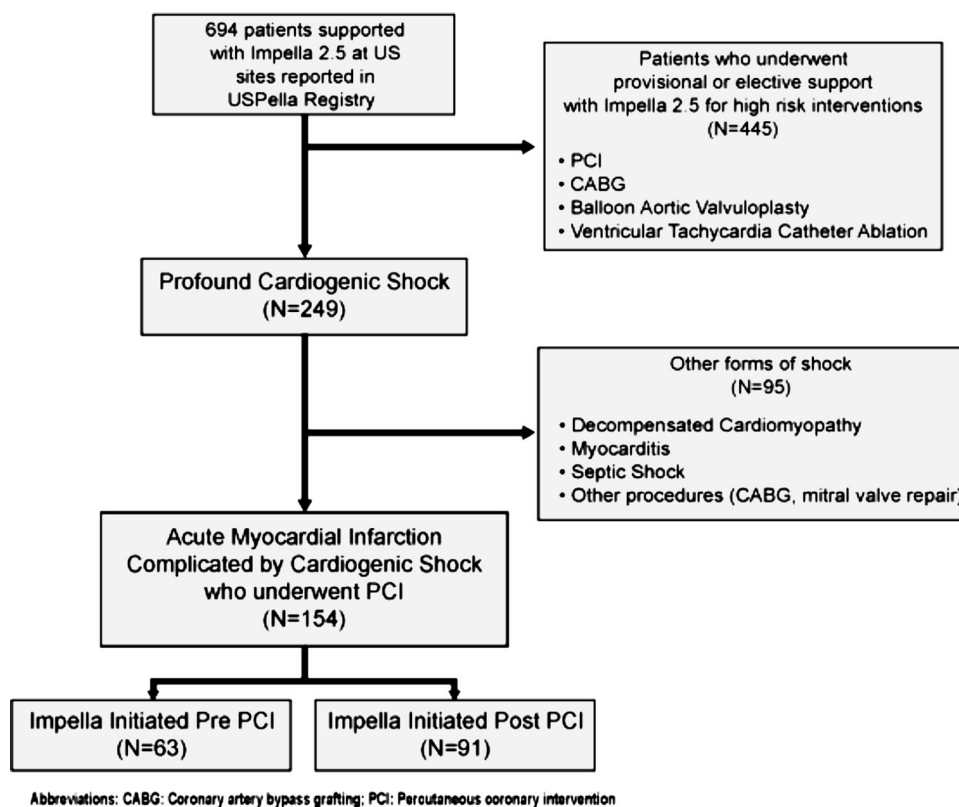 694 patients supported
with Impella 2.5 at US
sites reported in
USPella Registry
Patients who underwent
provisional or elective support
with Impella 2.5 for high risk interventions
(N=445)
• PCI
• CABG
• Balloon Aortic Valvuloplasty
• Ventricular Tachycardia Catheter Ablation
Profound Cardiogenic Shock
(N=249)
Other forms of shock
(N=95)
• Decompensated Cardiomyopathy
• Myocarditis
• Septic Shock
• Other procedures (CABG, mitral valve repair)
Acute Myocardial Infarction
Complicated by Cardiogenic Shock
who underwent PCI
(N=154)
Impella Initiated Pre PCI
(N=63)
Impella Initiated Post PCI
(N=91)
Abbreviations: CABG: Coronary artery bypass grafting; PCI: Percutaneous coronary intervention